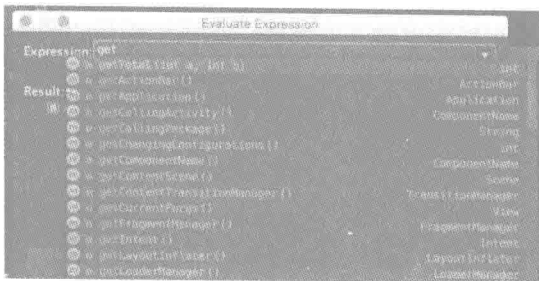 Evaluate Expression
Expression: get
Result:
getTotal(int a, int b) int
getActionBar() ActionBar
getApplication() Application
getCallingActivity() ComponentName
getCallingPackage() String
getChangingConfigurations() int
getComponentName() ComponentName
getContentScene() Scene
getContentTransitionManager() TransitionManager
getCurrentFocus() View
getFragmentManager() FragmentManager
getIntent() Intent
getLayoutInflater() LayoutInflater
getLoaderManager() LoaderManager